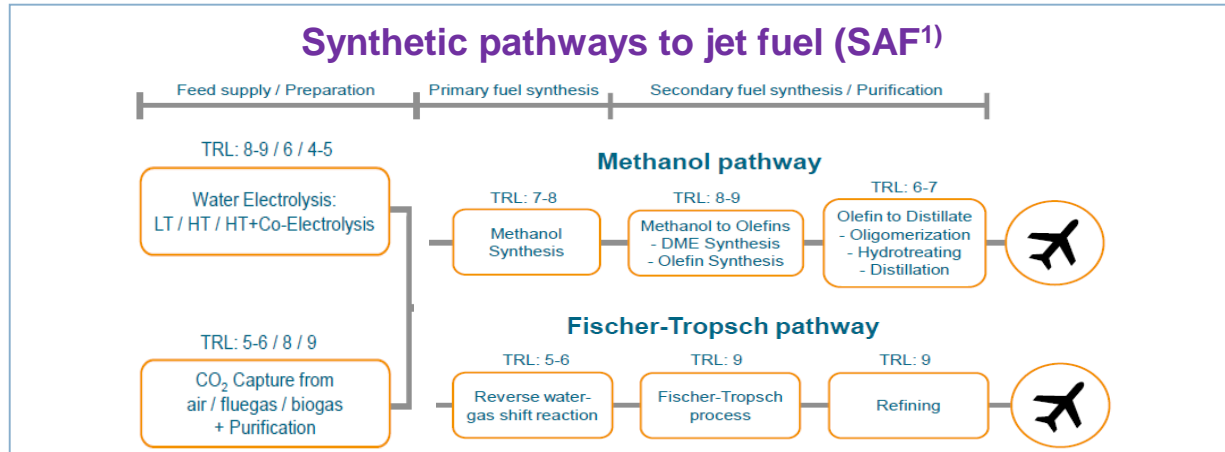 Synthetic pathways to jet fuel (SAF1)
Feed supply / Preparation
Primary fuel synthesis
Secondary fuel synthesis / Purification
TRL: 8-9 / 6 / 4-5
Water Electrolysis:
LT / HT / HT+Co-Electrolysis
TRL: 5-6 / 8 / 9
CO2 Capture from
air / fluegas / biogas
+ Purification
Methanol pathway
TRL: 7-8
Methanol
Synthesis
TRL: 8-9
Methanol to Olefins
- DME Synthesis
- Olefin Synthesis
TRL: 6-7
Olefin to Distillate
- Oligomerization
- Hydrotreating
- Distillation
Fischer-Tropsch pathway
TRL: 5-6
Reverse water-
gas shift reaction
TRL: 9
Fischer-Tropsch
process
TRL: 9
Refining